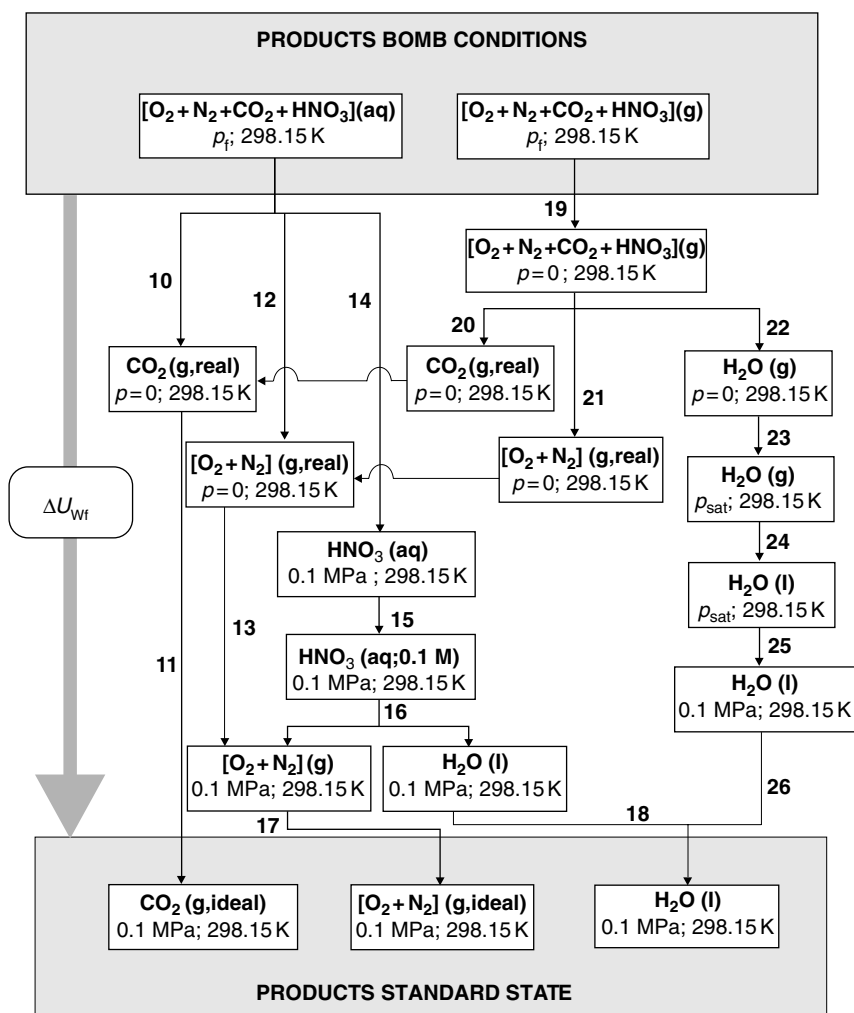 PRODUCTS BOMB CONDITIONS
[O₂+N₂+CO₂+HNO₃](aq)
p_f; 298.15 K
[O₂+N₂+CO₂+HNO₃](g)
p_f; 298.15 K
19
[O₂+N₂+CO₂+HNO₃](g)
p=0; 298.15 K
10
12
14
20
22
CO₂ (g,real)
p=0; 298.15 K
CO₂ (g,real)
p=0; 298.15 K
H₂O (g)
p=0; 298.15 K
21
23
[O₂+N₂] (g,real)
p=0; 298.15 K
[O₂+N₂] (g,real)
p=0; 298.15 K
H₂O (g)
p_sat; 298.15 K
ΔU_Wf
24
HNO₃ (aq)
0.1 MPa ; 298.15 K
H₂O (l)
p_sat; 298.15 K
13
15
25
11
HNO₃ (aq;0.1 M)
0.1 MPa; 298.15 K
H₂O (l)
0.1 MPa; 298.15 K
16
[O₂+N₂] (g)
0.1 MPa; 298.15 K
H₂O (l)
0.1 MPa; 298.15 K
26
17
18
CO₂ (g,ideal)
0.1 MPa; 298.15 K
[O₂+N₂] (g,ideal)
0.1 MPa; 298.15 K
H₂O (l)
0.1 MPa; 298.15 K
PRODUCTS STANDARD STATE